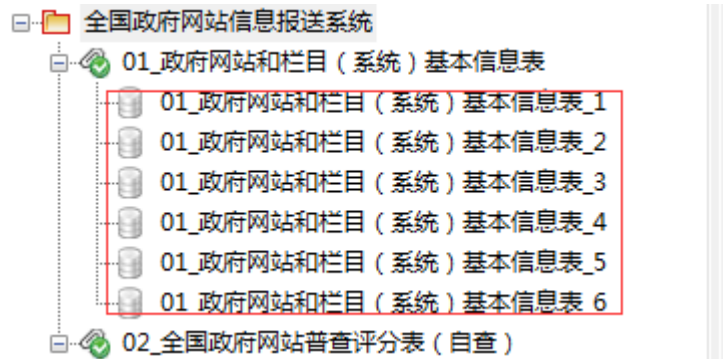 全国政府网站信息报送系统
01_政府网站和栏目（系统）基本信息表
01_政府网站和栏目（系统）基本信息表_1
01_政府网站和栏目（系统）基本信息表_2
01_政府网站和栏目（系统）基本信息表_3
01_政府网站和栏目（系统）基本信息表_4
01_政府网站和栏目（系统）基本信息表_5
01_政府网站和栏目（系统）基本信息表_6
02_全国政府网站普查评分表（自查）